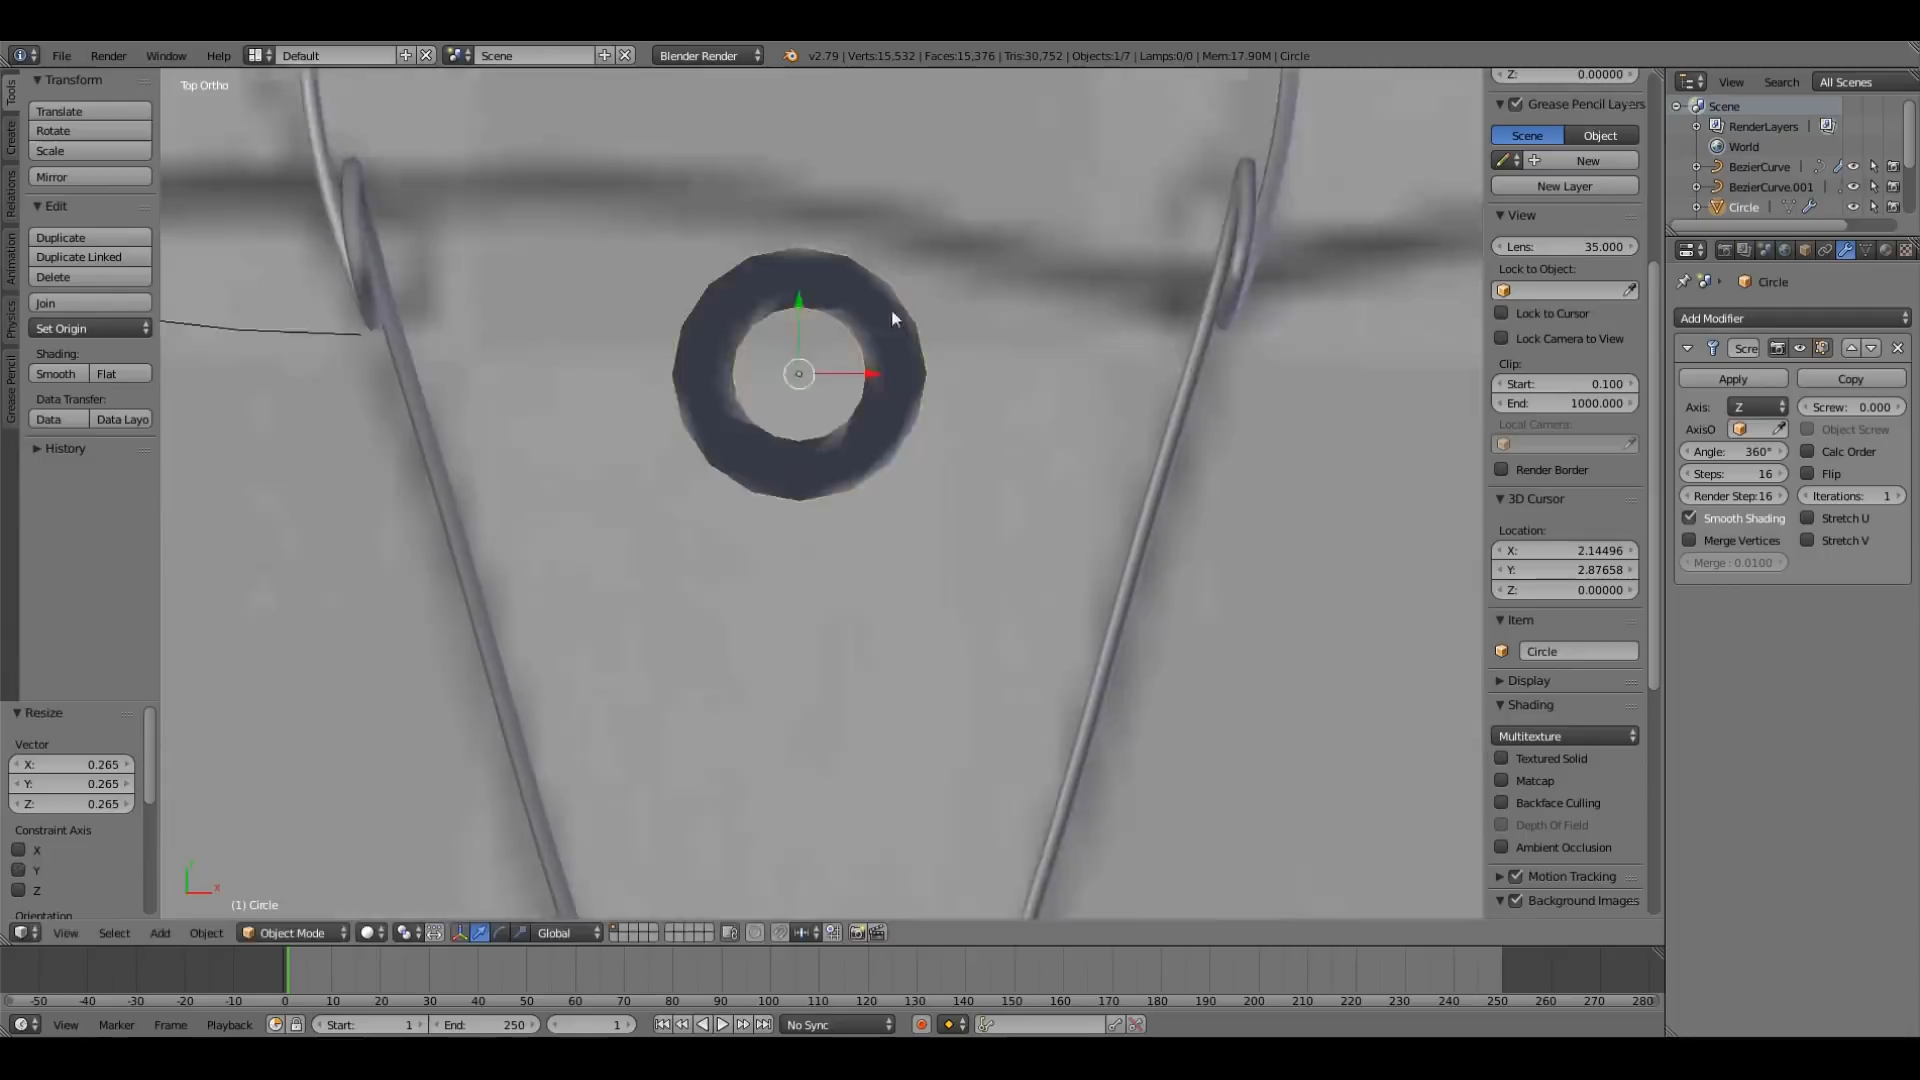 File Render Window Help Default Scene Blender Render v2.79 | Verts:15,532 | Faces:15,376 | Tris:30,752 | Objects:1/7 | Lamps:0/0 | Mem:17.90M | Circle
Tools
Create
Relations
Animation
Physics
Grease Pencil
Transform
Translate
Rotate
Scale
Mirror
Edit
Duplicate
Duplicate Linked
Delete
Join
Set Origin
Shading:
Smooth Flat
Data Transfer:
Data Data Layo
History
Resize
Vector
X: 0.265
Y: 0.265
Z: 0.265
Constraint Axis
X
Y
Z
Orientation
Top Ortho
(1) Circle
Z: 0.00000
Grease Pencil Layers
Scene Object
New
New Layer
View
Lens: 35.000
Lock to Object:
Lock to Cursor
Lock Camera to View
Clip:
Start: 0.100
End: 1000.000
Local Camera:
Render Border
3D Cursor
Location:
X: 2.14496
Y: 2.87658
Z: 0.00000
Item
Circle
Display
Shading
Multitexture
Textured Solid
Matcap
Backface Culling
Depth Of Field
Ambient Occlusion
Motion Tracking
Background Images
View Search All Scenes
Scene
RenderLayers
World
BezierCurve
BezierCurve.001
Circle
Circle
Add Modifier
Scre
Apply Copy
Axis: Z Screw: 0.000
AxisO Object Screw
Angle: 360° Calc Order
Steps: 16 Flip
Render Step:16 Iterations: 1
Smooth Shading Stretch U
Merge Vertices Stretch V
Merge : 0.0100
View Select Add Object Object Mode Global
-50 -40 -30 -20 -10 0 10 20 30 40 50 60 70 80 90 100 110 120 130 140 150 160 170 180 190 200 210 220 230 240 250 260 270 280
View Marker Frame Playback Start: 1 End: 250 1 No Sync